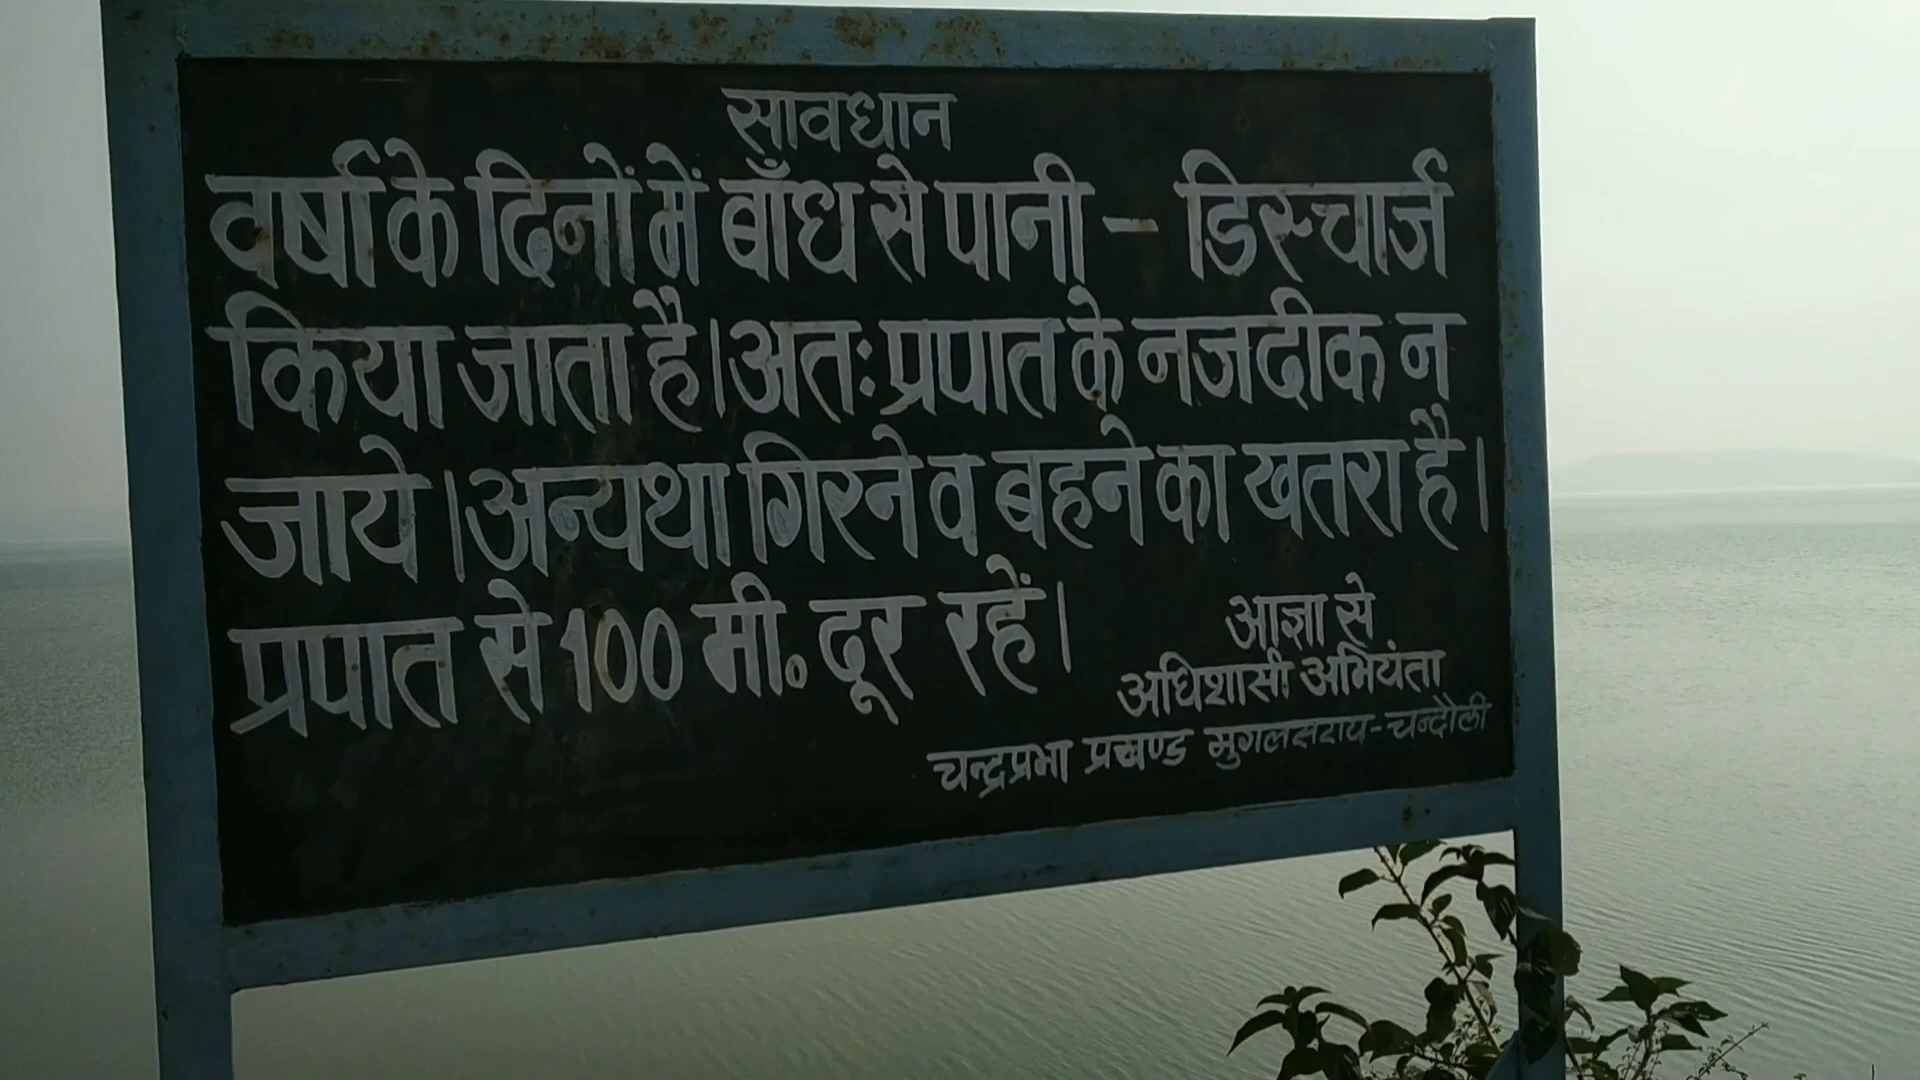 सावधान
वर्षा के दिनों में बाँध से पानी - डिस्चार्ज
किया जाता है। अतः प्रपात के नजदीक न
जाये। अन्यथा गिरने व बहने का खतरा है।
प्रपात से 100 मी. दूर रहें।
आज्ञा से
अधिशासी अभियंता
चन्द्रप्रभा प्रखण्ड मुगलसराय-चन्दौली